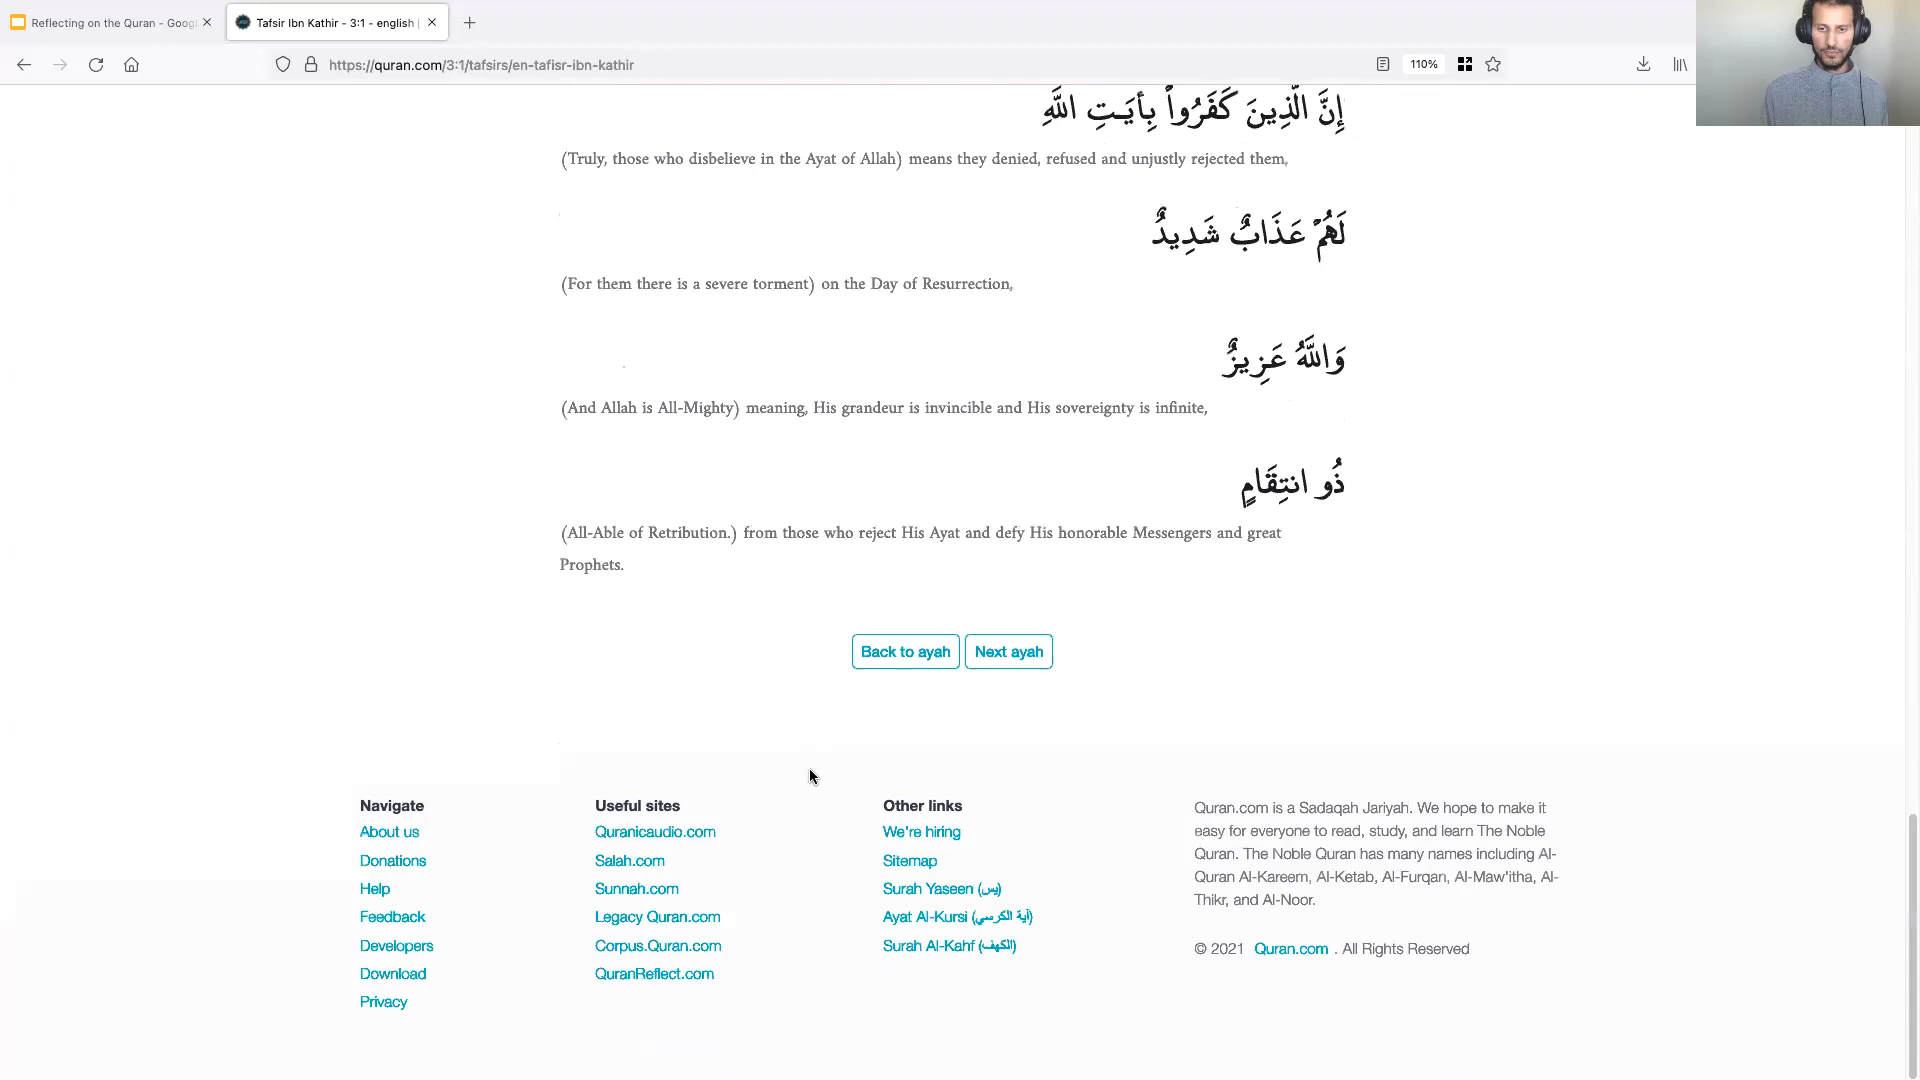 Reflecting on the Quran - Goog
Tafsir Ibn Kathir - 3:1 - english
https://quran.com/3:1/tafsirs/en-tafisr-ibn-kathir
110%
إِنَّ الَّذِينَ كَفَرُواْ بِأَيَـتِ اللَّهِ
(Truly, those who disbelieve in the Ayat of Allah) means they denied, refused and unjustly rejected them,
لَهُمْ عَذَابٌ شَدِيدٌ
(For them there is a severe torment) on the Day of Resurrection,
وَاللَّهُ عَزِيزٌ
(And Allah is All-Mighty) meaning, His grandeur is invincible and His sovereignty is infinite,
ذُو انتِقَامٍ
(All-Able of Retribution.) from those who reject His Ayat and defy His honorable Messengers and great
Prophets.
Back to ayah
Next ayah
Navigate
About us
Donations
Help
Feedback
Developers
Download
Privacy
Useful sites
Quranicaudio.com
Salah.com
Sunnah.com
Legacy Quran.com
Corpus.Quran.com
QuranReflect.com
Other links
We're hiring
Sitemap
Surah Yaseen (يس)
Ayat Al-Kursi (آية الكرسي)
Surah Al-Kahf (الكهف)
Quran.com is a Sadaqah Jariyah. We hope to make it
easy for everyone to read, study, and learn The Noble
Quran. The Noble Quran has many names including Al-
Quran Al-Kareem, Al-Ketab, Al-Furqan, Al-Maw'itha, Al-
Thikr, and Al-Noor.
© 2021 Quran.com . All Rights Reserved